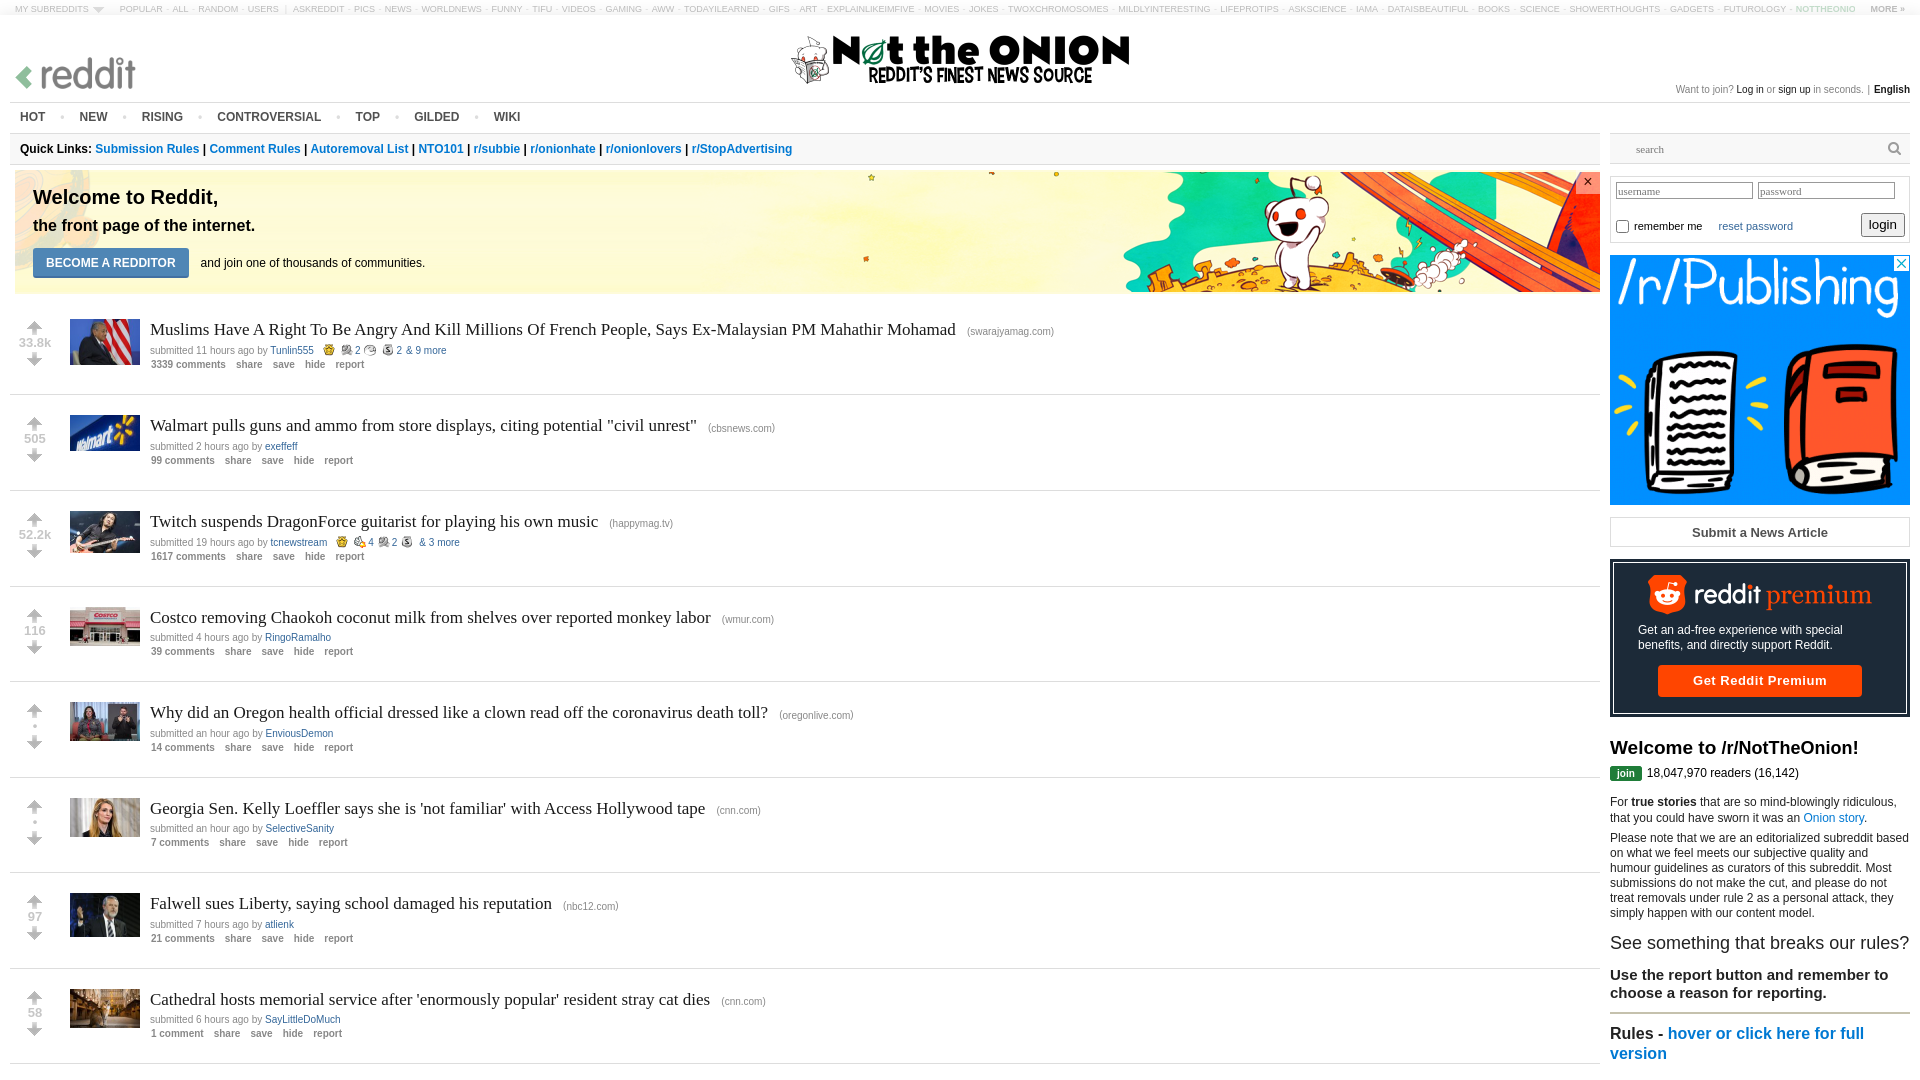 MY SUBREDDITS POPULAR - ALL - RANDOM - USERS | ASKREDDIT - PICS - NEWS - WORLDNEWS - FUNNY - TIFU - VIDEOS - GAMING - AWW - TODAYILEARNED - GIFS - ART - EXPLAINLIKEIMFIVE - MOVIES - JOKES - TWOXCHROMOSOMES - MILDLYINTERESTING - LIFEPROTIPS - ASKSCIENCE - IAMA - DATAISBEAUTIFUL - BOOKS - SCIENCE - SHOWERTHOUGHTS - GADGETS - FUTUROLOGY - NOTTHEONIO MORE »
Not the ONION
REDDIT'S FINEST NEWS SOURCE
reddit
Want to join? Log in or sign up in seconds. | English
HOT • NEW • RISING • CONTROVERSIAL • TOP • GILDED • WIKI
Quick Links: Submission Rules | Comment Rules | Autoremoval List | NTO101 | r/subbie | r/onionhate | r/onionlovers | r/StopAdvertising
Welcome to Reddit,
the front page of the internet.
BECOME A REDDITOR and join one of thousands of communities.
×
33.8k
Muslims Have A Right To Be Angry And Kill Millions Of French People, Says Ex-Malaysian PM Mahathir Mohamad (swarajyamag.com)
submitted 11 hours ago by Tunlin555 2 2 & 9 more
3339 comments share save hide report
505
Walmart
Walmart pulls guns and ammo from store displays, citing potential "civil unrest" (cbsnews.com)
submitted 2 hours ago by exeffeff
99 comments share save hide report
52.2k
Twitch suspends DragonForce guitarist for playing his own music (happymag.tv)
submitted 19 hours ago by tcnewstream 4 2 & 3 more
1617 comments share save hide report
116
COSTCO
Costco removing Chaokoh coconut milk from shelves over reported monkey labor (wmur.com)
submitted 4 hours ago by RingoRamalho
39 comments share save hide report
•
Why did an Oregon health official dressed like a clown read off the coronavirus death toll? (oregonlive.com)
submitted an hour ago by EnviousDemon
14 comments share save hide report
•
Georgia Sen. Kelly Loeffler says she is 'not familiar' with Access Hollywood tape (cnn.com)
submitted an hour ago by SelectiveSanity
7 comments share save hide report
97
Falwell sues Liberty, saying school damaged his reputation (nbc12.com)
submitted 7 hours ago by atlienk
21 comments share save hide report
58
Cathedral hosts memorial service after 'enormously popular' resident stray cat dies (cnn.com)
submitted 6 hours ago by SayLittleDoMuch
1 comment share save hide report
search
username password
remember me reset password login
/r/Publishing
Submit a News Article
reddit premium
Get an ad-free experience with special
benefits, and directly support Reddit.
Get Reddit Premium
Welcome to /r/NotTheOnion!
join 18,047,970 readers (16,142)
For true stories that are so mind-blowingly ridiculous,
that you could have sworn it was an Onion story.
Please note that we are an editorialized subreddit based
on what we feel meets our subjective quality and
humour guidelines as curators of this subreddit. Most
submissions do not make the cut, and please do not
treat removals under rule 2 as a personal attack, they
simply happen with our content model.
See something that breaks our rules?
Use the report button and remember to
choose a reason for reporting.
Rules - hover or click here for full
version